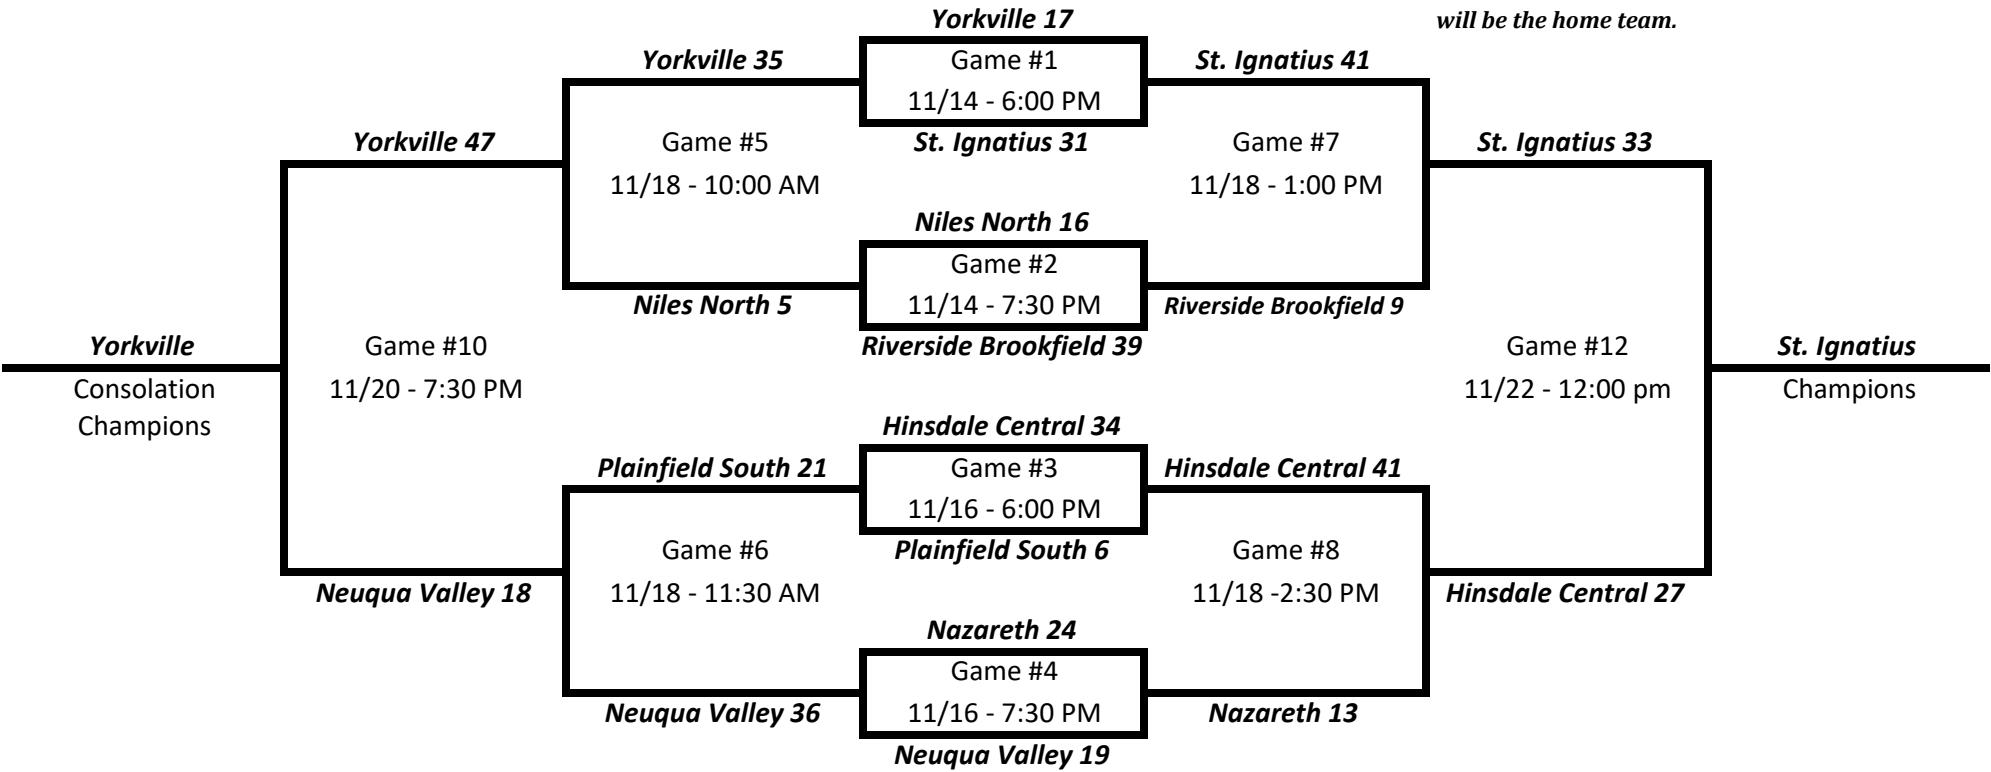 Yorkville 17
will be the home team.
Yorkville 35
Game #1
St. Ignatius 41
11/14 - 6:00 PM
Yorkville 47
Game #5
St. Ignatius 31
Game #7
St. Ignatius 33
11/18 - 10:00 AM
11/18 - 1:00 PM
Niles North 16
Game #2
Niles North 5
11/14 - 7:30 PM
Riverside Brookfield 9
Yorkville
Game #10
Riverside Brookfield 39
Game #12
St. Ignatius
Consolation
Champions
11/20 - 7:30 PM
11/22 - 12:00 pm
Champions
Hinsdale Central 34
Plainfield South 21
Game #3
Hinsdale Central 41
11/16 - 6:00 PM
Game #6
Plainfield South 6
Game #8
Neuqua Valley 18
11/18 - 11:30 AM
11/18 -2:30 PM
Hinsdale Central 27
Nazareth 24
Game #4
Neuqua Valley 36
11/16 - 7:30 PM
Nazareth 13
Neuqua Valley 19